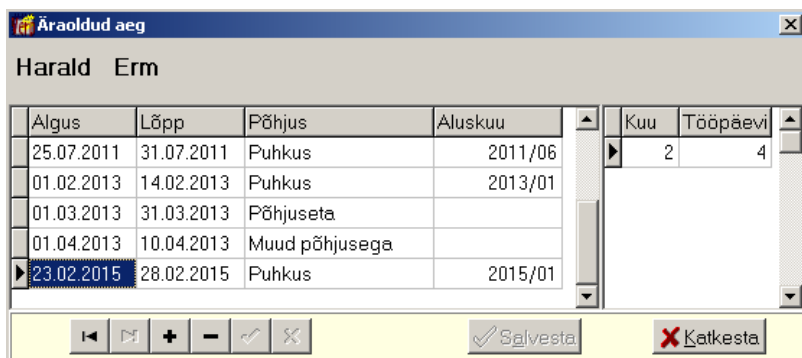 Äraoldud aeg
Harald Erm
Algus Lõpp Põhjus Aluskuu Kuu Tööpäevi
25.07.2011 31.07.2011 Puhkus 2011/06 2 4
01.02.2013 14.02.2013 Puhkus 2013/01
01.03.2013 31.03.2013 Põhjuseta
01.04.2013 10.04.2013 Muud põhjusega
23.02.2015 28.02.2015 Puhkus 2015/01
Salvesta Katkesta